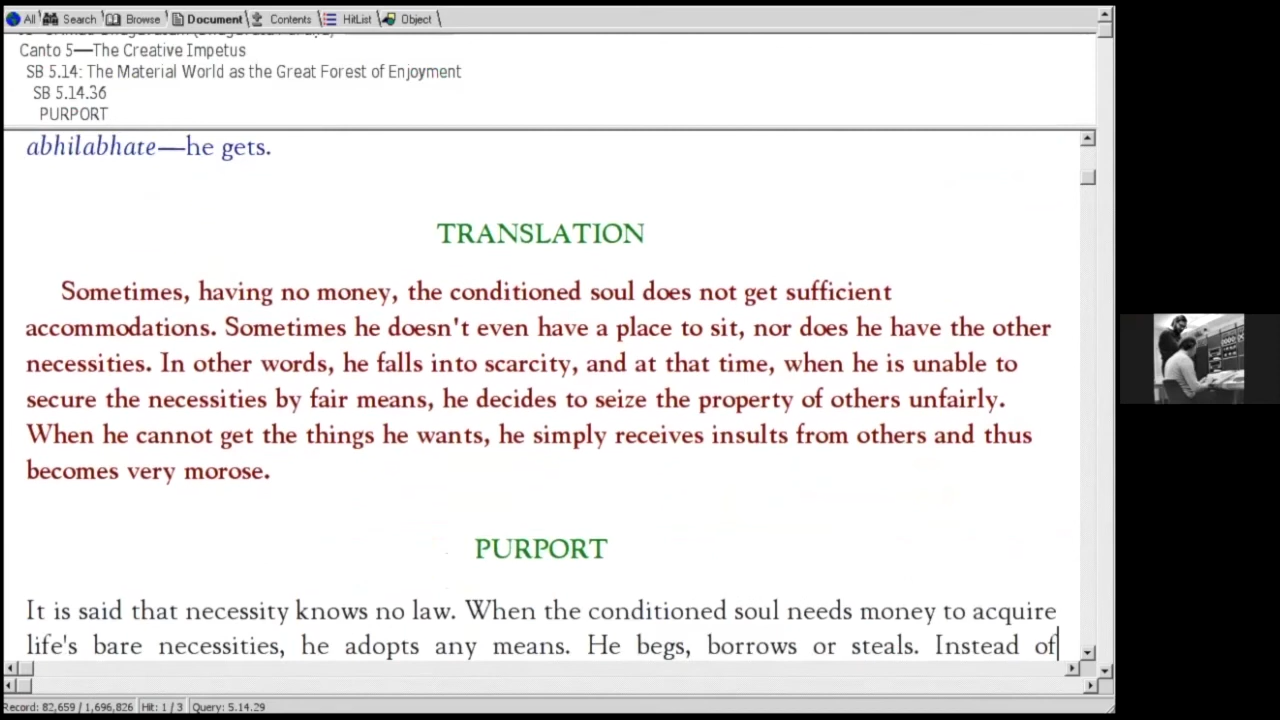 All Search Browse Document Contents HitList Object
Canto 5—The Creative Impetus
SB 5.14: The Material World as the Great Forest of Enjoyment
SB 5.14.36
PURPORT
abhilabhate—he gets.
TRANSLATION
Sometimes, having no money, the conditioned soul does not get sufficient
accommodations. Sometimes he doesn't even have a place to sit, nor does he have the other
necessities. In other words, he falls into scarcity, and at that time, when he is unable to
secure the necessities by fair means, he decides to seize the property of others unfairly.
When he cannot get the things he wants, he simply receives insults from others and thus
becomes very morose.
PURPORT
It is said that necessity knows no law. When the conditioned soul needs money to acquire
life's bare necessities, he adopts any means. He begs, borrows or steals. Instead of
Record: 82,659 / 1,696,826 Hit: 1 / 3 Query: 5.14.29